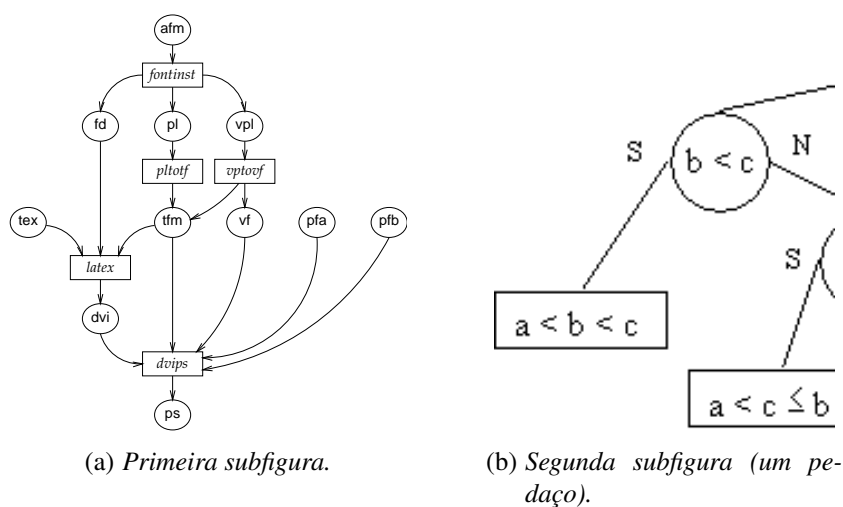 afm
fontinst
fd
pl
vpl
pltotf
vptovf
tex
tfm
vf
pfa
pfb
latex
dvi
dvips
ps
(a) Primeira subfigura.
S
b < c
N
S
a < b < c
a < c ≤ b
(b) Segunda subfigura (um pe-
daço).